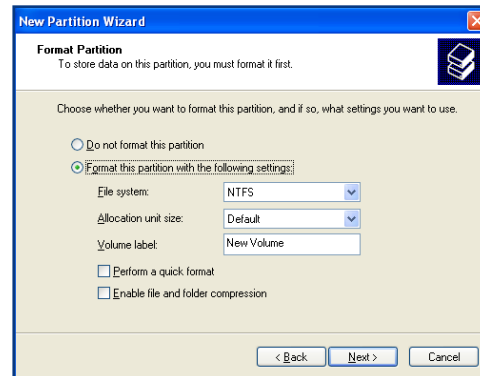 New Partition Wizard
Format Partition
To store data on this partition, you must format it first.
Choose whether you want to format this partition, and if so, what settings you want to use.
Do not format this partition
Format this partition with the following settings:
File system: NTFS
Allocation unit size: Default
Volume label: New Volume
Perform a quick format
Enable file and folder compression
< Back Next > Cancel